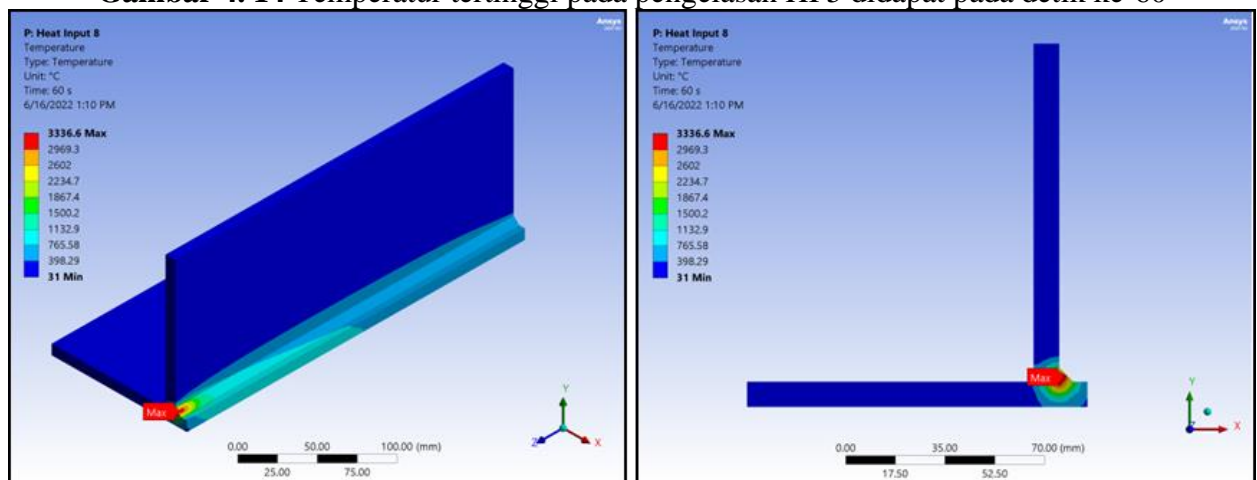 Gambar 4. 14 Temperatur tertinggi pada pengelasan HI 5 didapat pada detik ke-60
P: Heat Input 8
Temperature
Type: Temperature
Unit: °C
Time: 60 s
6/16/2022 1:10 PM
3336.6 Max
2969.3
2602
2234.7
1867.4
1500.2
1132.9
765.58
398.29
31 Min
Ansys
Max
0.00
50.00
100.00 (mm)
25.00
75.00
Y
Z
X
P: Heat Input 8
Temperature
Type: Temperature
Unit: °C
Time: 60 s
6/16/2022 1:10 PM
3336.6 Max
2969.3
2602
2234.7
1867.4
1500.2
1132.9
765.58
398.29
31 Min
Ansys
Max
0.00
35.00
70.00 (mm)
17.50
52.50
Y
Z
X